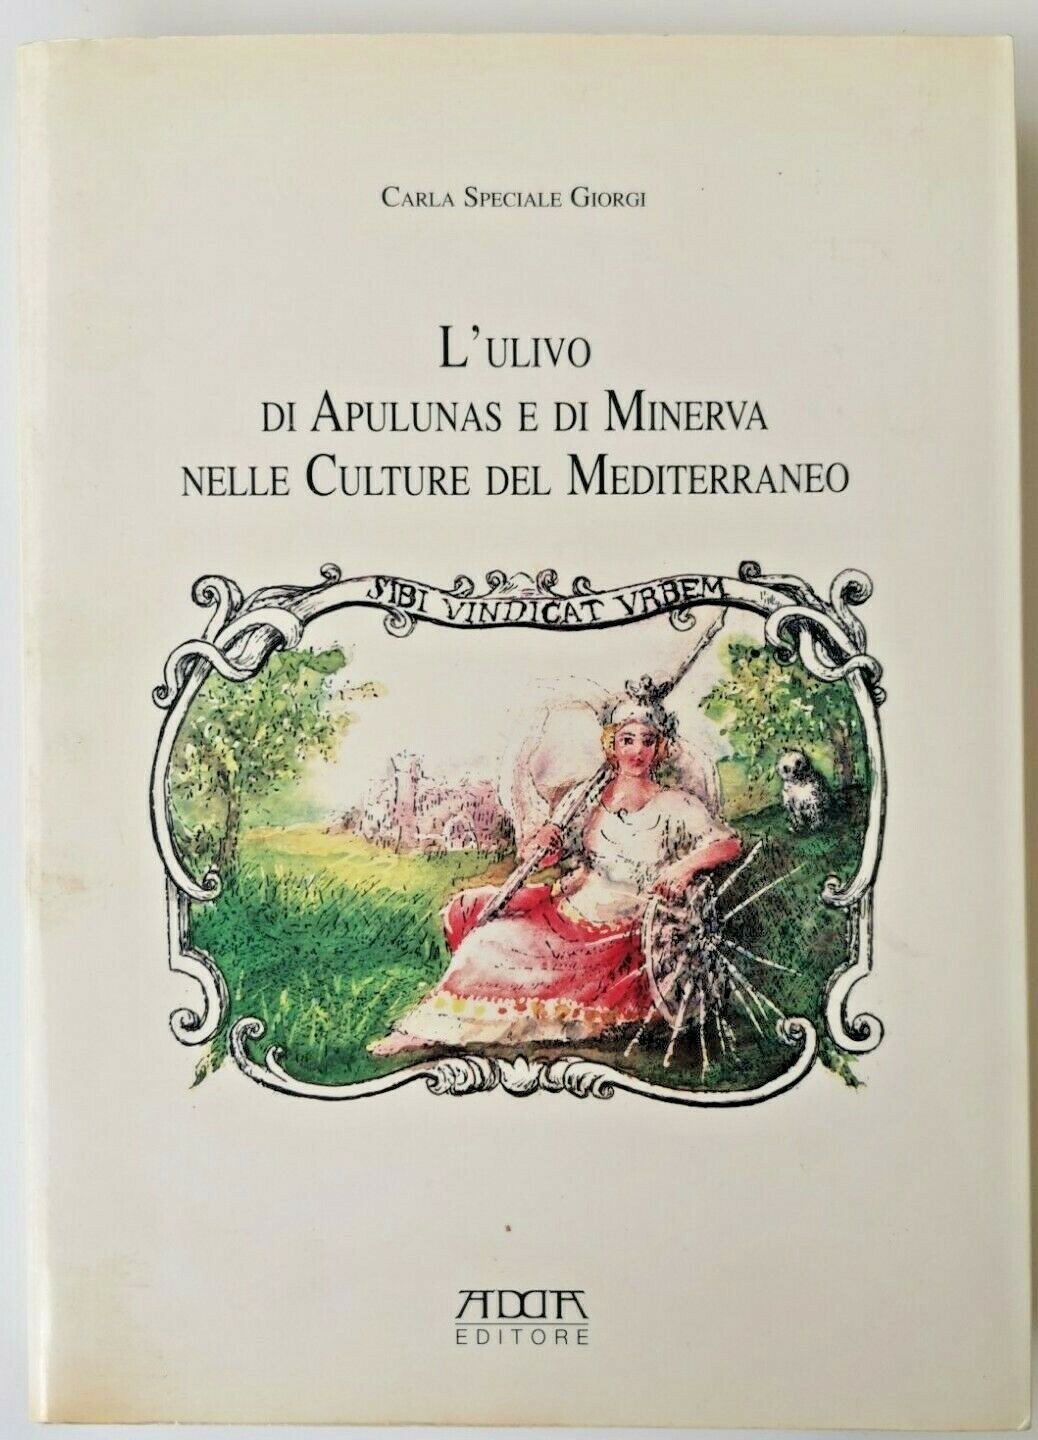 CARLA SPECIALE GIORGI
L'ULIVO
DI APULUNAS E DI MINERVA
NELLE CULTURE DEL MEDITERRANEO
SIBI VINDICAT VRBEM
ADDA
EDITORE